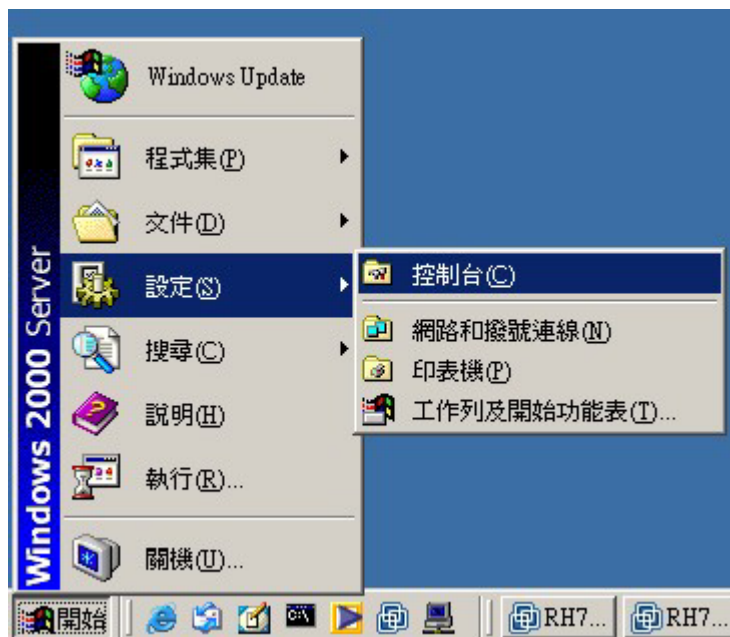 Windows Update
程式集(P)
文件(D)
設定(S)
搜尋(C)
說明(H)
執行(R)...
關機(U)...
Windows 2000 Server
控制台(C)
網路和撥號連線(N)
印表機(P)
工作列及開始功能表(T)...
開始
C:\
RH7...
RH7...